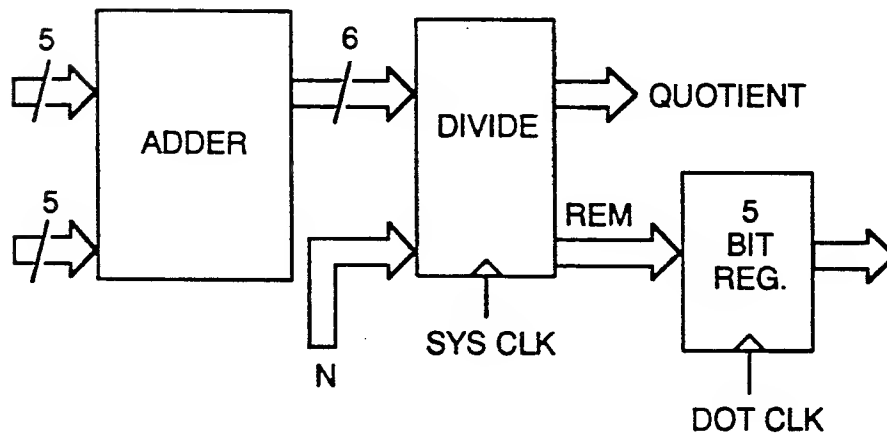 5
6
ADDER
DIVIDE
QUOTIENT
5
REM
5
BIT
REG.
N
SYS CLK
DOT CLK